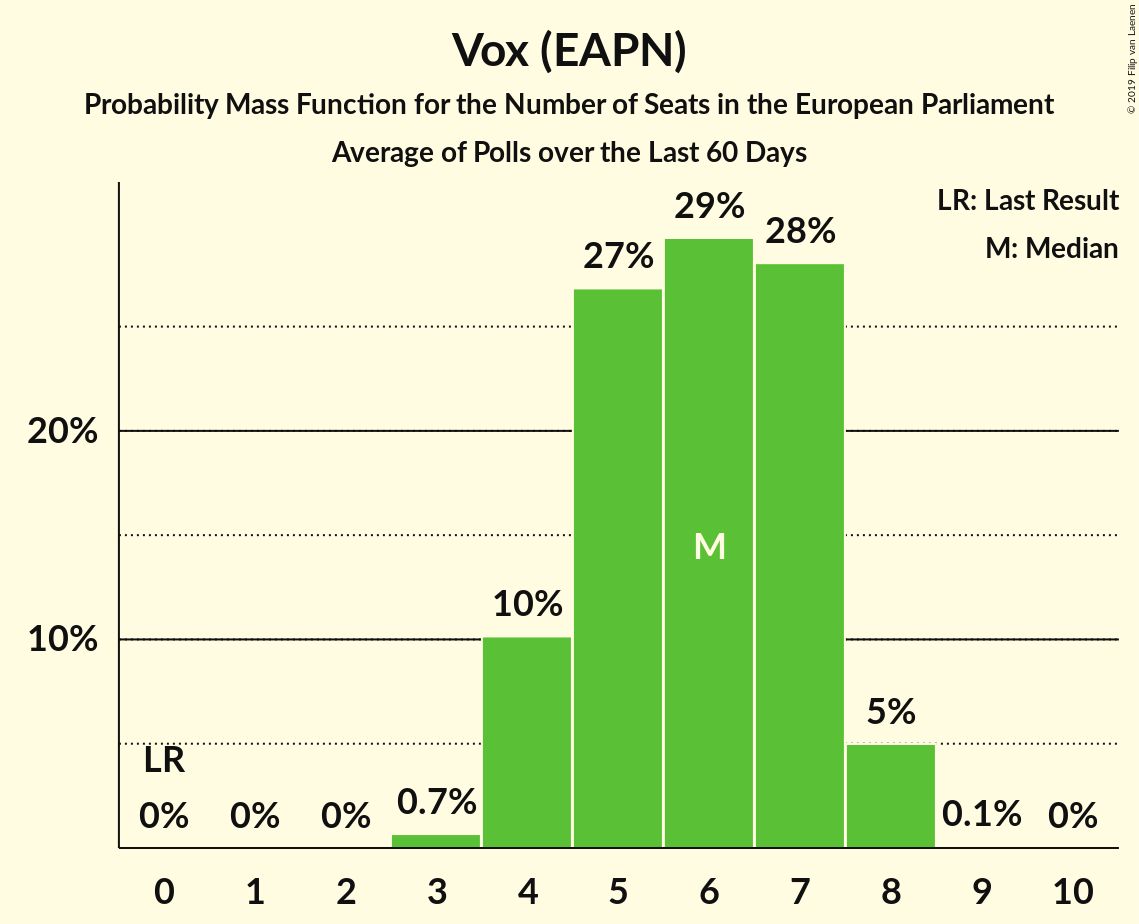 Vox (EAPN)
Probability Mass Function for the Number of Seats in the European Parliament
Average of Polls over the Last 60 Days
© 2019 Filip van Laenen
LR: Last Result
M: Median
29%
28%
27%
20%
M
10%
10%
5%
LR
0%
0%
0%
0.7%
0.1%
0%
0 1 2 3 4 5 6 7 8 9 10